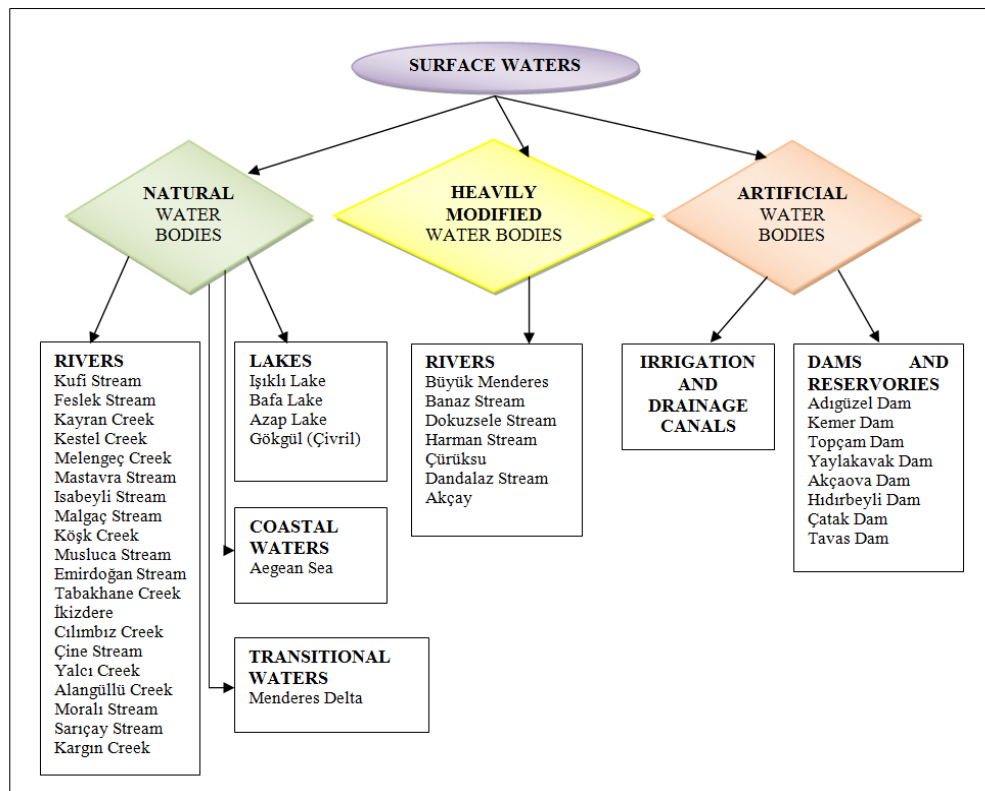 SURFACE WATERS
NATURAL
WATER
BODIES
HEAVILY
MODIFIED
WATER BODIES
ARTIFICIAL
WATER
BODIES
RIVERS
Kufi Stream
Feslek Stream
Kayran Creek
Kestel Creek
Melengeç Creek
Mastavra Stream
Isabeyli Stream
Malgaç Stream
Köşk Creek
Musluca Stream
Emirdoğan Stream
Tabakhane Creek
İkizdere
Cılımbız Creek
Çine Stream
Yalcı Creek
Alangüllü Creek
Moralı Stream
Sarıçay Stream
Kargın Creek
LAKES
Işıklı Lake
Bafa Lake
Azap Lake
Gökgül (Çivril)
COASTAL
WATERS
Aegean Sea
TRANSITIONAL
WATERS
Menderes Delta
RIVERS
Büyük Menderes
Banaz Stream
Dokuzsele Stream
Harman Stream
Çürüksu
Dandalaz Stream
Akçay
IRRIGATION
AND
DRAINAGE
CANALS
DAMS AND
RESERVORIES
Adıgüzel Dam
Kemer Dam
Topçam Dam
Yaylakavak Dam
Akçaova Dam
Hıdırbeyli Dam
Çatak Dam
Tavas Dam